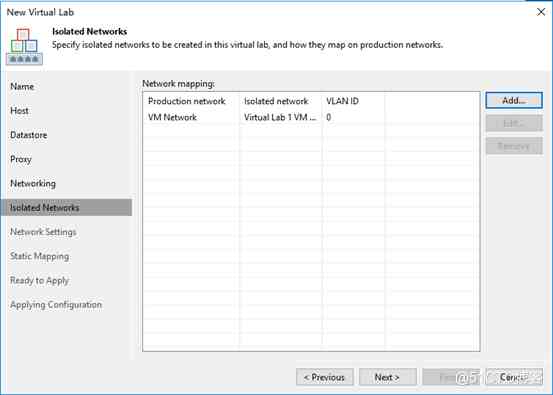 New Virtual Lab
Isolated Networks
Specify isolated networks to be created in this virtual lab, and how they map on production networks.
Name
Host
Datastore
Proxy
Networking
Isolated Networks
Network Settings
Static Mapping
Ready to Apply
Applying Configuration
Network mapping:
Production network Isolated network VLAN ID
VM Network Virtual Lab 1 VM ... 0
Add...
Edit...
Remove
< Previous Next >